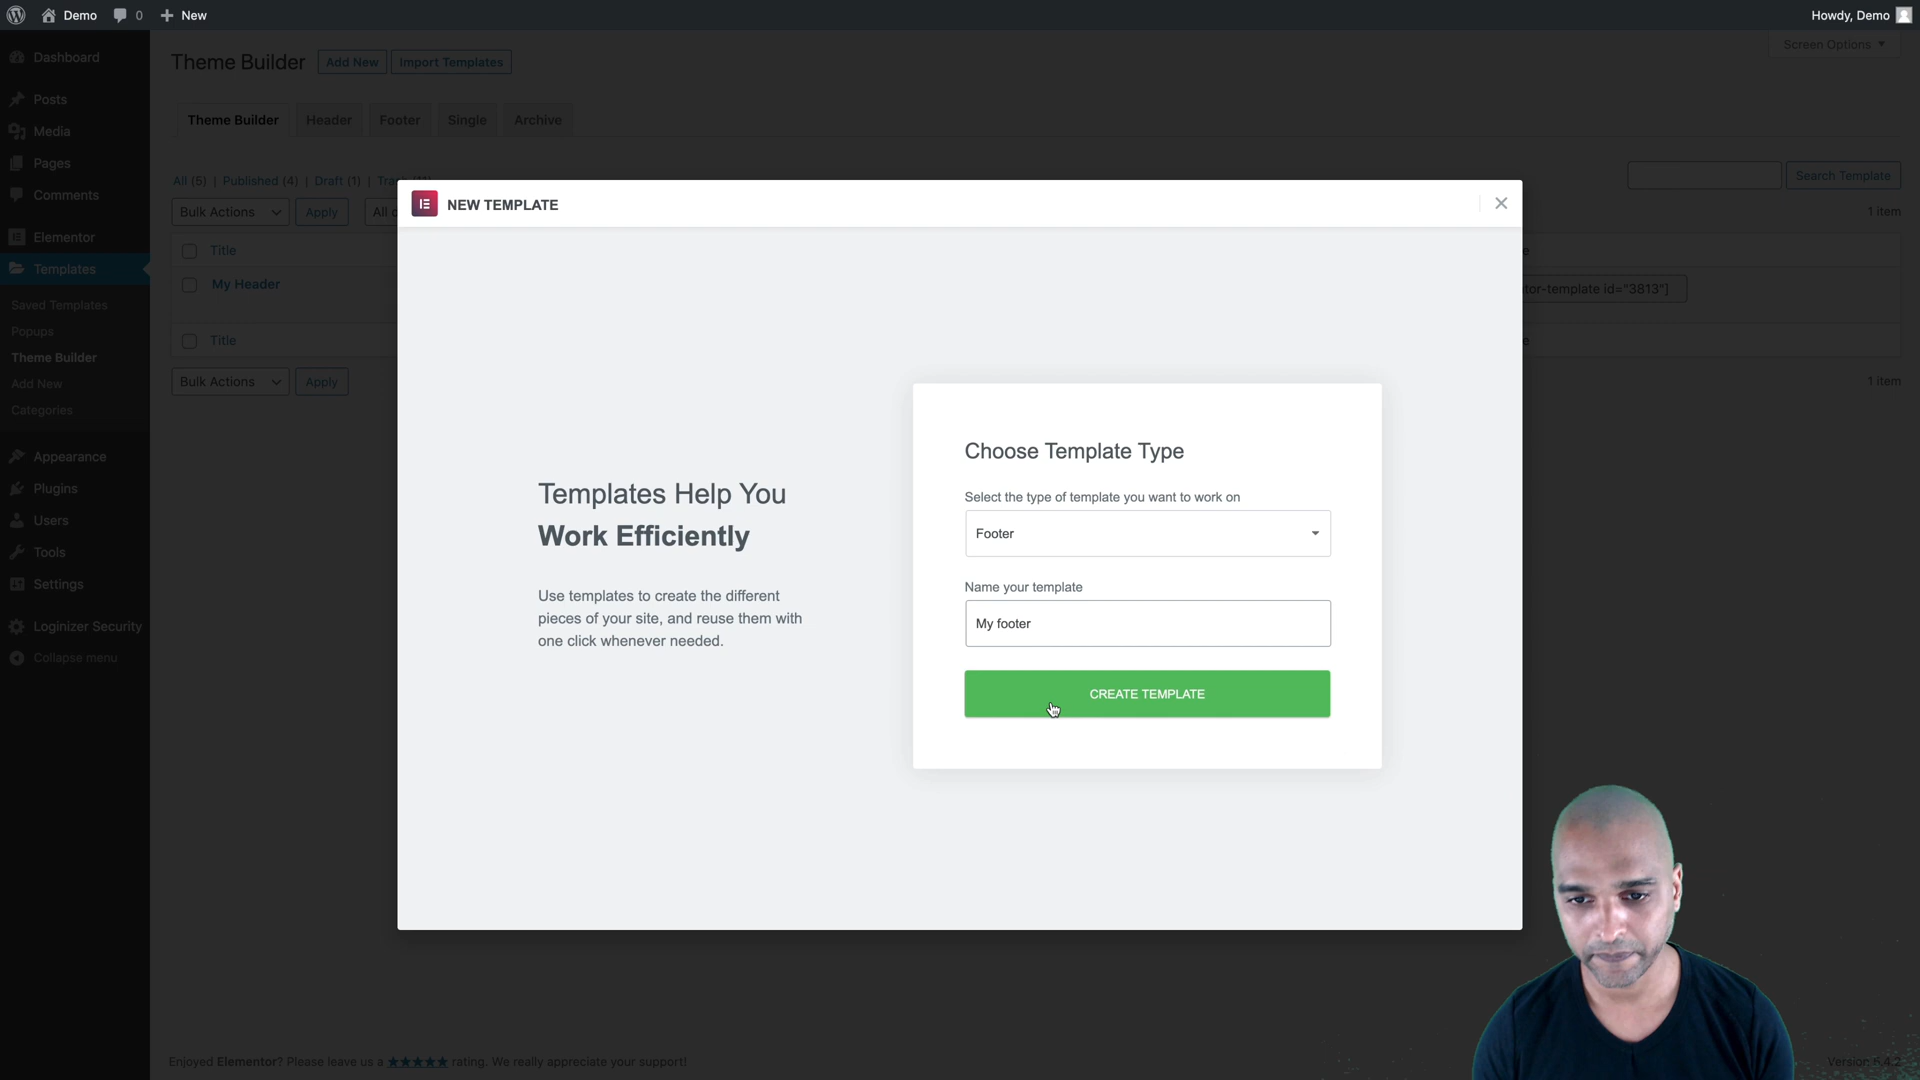 Demo
0
New
Howdy, Demo
Screen Options
Dashboard
Posts
Media
Pages
Comments
Elementor
Templates
Saved Templates
Popups
Theme Builder
Add New
Categories
Appearance
Plugins
Users
Tools
Settings
Loginizer Security
Collapse menu
Theme Builder
Add New
Import Templates
Theme Builder
Header
Footer
Single
Archive
All (5) | Published (4) | Draft (1) |
Search Template
Bulk Actions
Apply
All
1 item
Title
My Header
tor-template id="3813"]
Title
Bulk Actions
Apply
1 item
NEW TEMPLATE
Templates Help You
Work Efficiently
Use templates to create the different
pieces of your site, and reuse them with
one click whenever needed.
Choose Template Type
Select the type of template you want to work on
Footer
Name your template
My footer
CREATE TEMPLATE
Enjoyed Elementor? Please leave us a ★★★★★ rating. We really appreciate your support!
Version